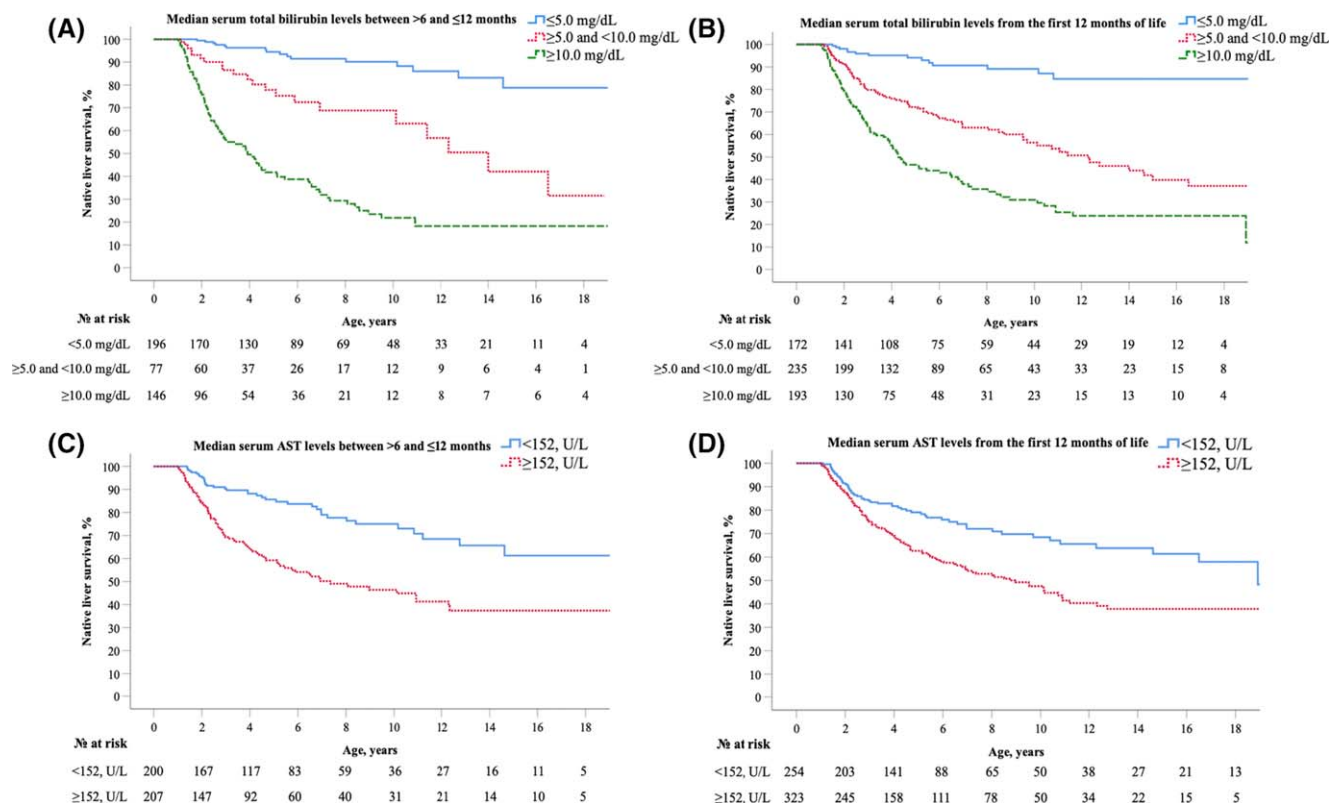 (A)
Median serum total bilirubin levels between >6 and ≤12 months
≤5.0 mg/dL
≥5.0 and <10.0 mg/dL
≥10.0 mg/dL
Native liver survival, %
100
90
80
70
60
50
40
30
20
10
0
0 2 4 6 8 10 12 14 16 18
Age, years
№ at risk
<5.0 mg/dL 196 170 130 89 69 48 33 21 11 4
≥5.0 and <10.0 mg/dL 77 60 37 26 17 12 9 6 4 1
≥10.0 mg/dL 146 96 54 36 21 12 8 7 6 4
(B)
Median serum total bilirubin levels from the first 12 months of life
≤5.0 mg/dL
≥5.0 and <10.0 mg/dL
≥10.0 mg/dL
Native liver survival, %
100
90
80
70
60
50
40
30
20
10
0
0 2 4 6 8 10 12 14 16 18
Age, years
№ at risk
<5.0 mg/dL 172 141 108 75 59 44 29 19 12 4
≥5.0 and <10.0 mg/dL 235 199 132 89 65 43 33 23 15 8
≥10.0 mg/dL 193 130 75 48 31 23 15 13 10 4
(C)
Median serum AST levels between >6 and ≤12 months
<152, U/L
≥152, U/L
Native liver survival, %
100
90
80
70
60
50
40
30
20
10
0
0 2 4 6 8 10 12 14 16 18
Age, years
№ at risk
<152, U/L 200 167 117 83 59 36 27 16 11 5
≥152, U/L 207 147 92 60 40 31 21 14 10 5
(D)
Median serum AST levels from the first 12 months of life
<152, U/L
≥152, U/L
Native liver survival, %
100
90
80
70
60
50
40
30
20
10
0
0 2 4 6 8 10 12 14 16 18
Age, years
№ at risk
<152, U/L 254 203 141 88 65 50 38 27 21 13
≥152, U/L 323 245 158 111 78 50 34 22 15 5